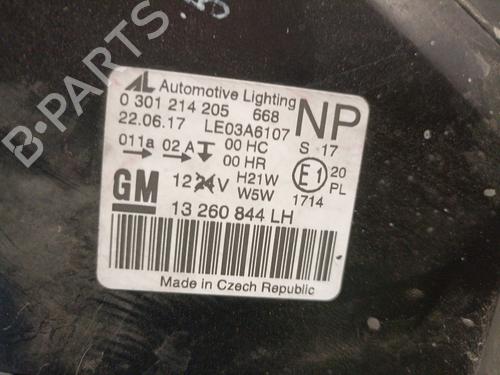 AL Automotive Lighting
0 301 214 205 668 NP
22.06.17 LE03A6107 S 17
011a 02 A 00 HC
00 HR E1 20 PL
GM 12 24 V H21W
W5W 1714
13 260 844 LH
Made in Czech Republic